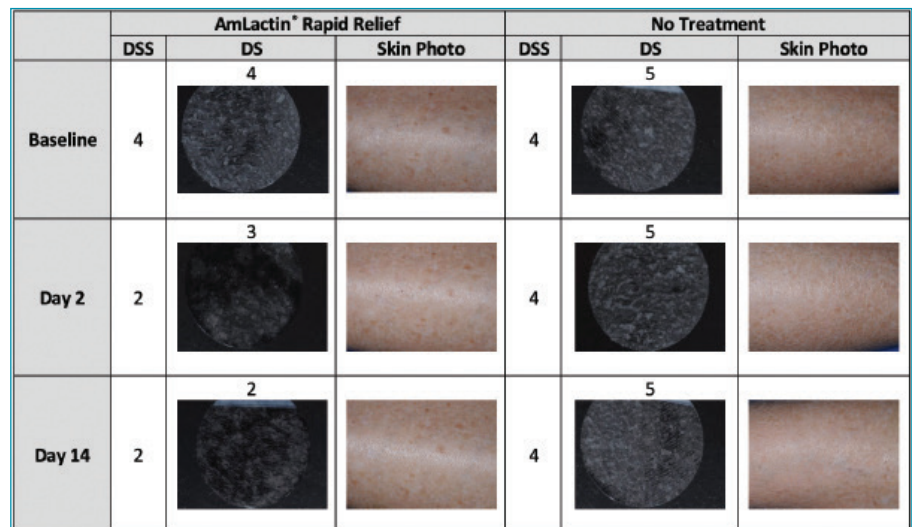 AmLactin® Rapid Relief No Treatment
DSS DS Skin Photo DSS DS Skin Photo
4 5
Baseline 4 4
3 5
Day 2 2 4
2 5
Day 14 2 4